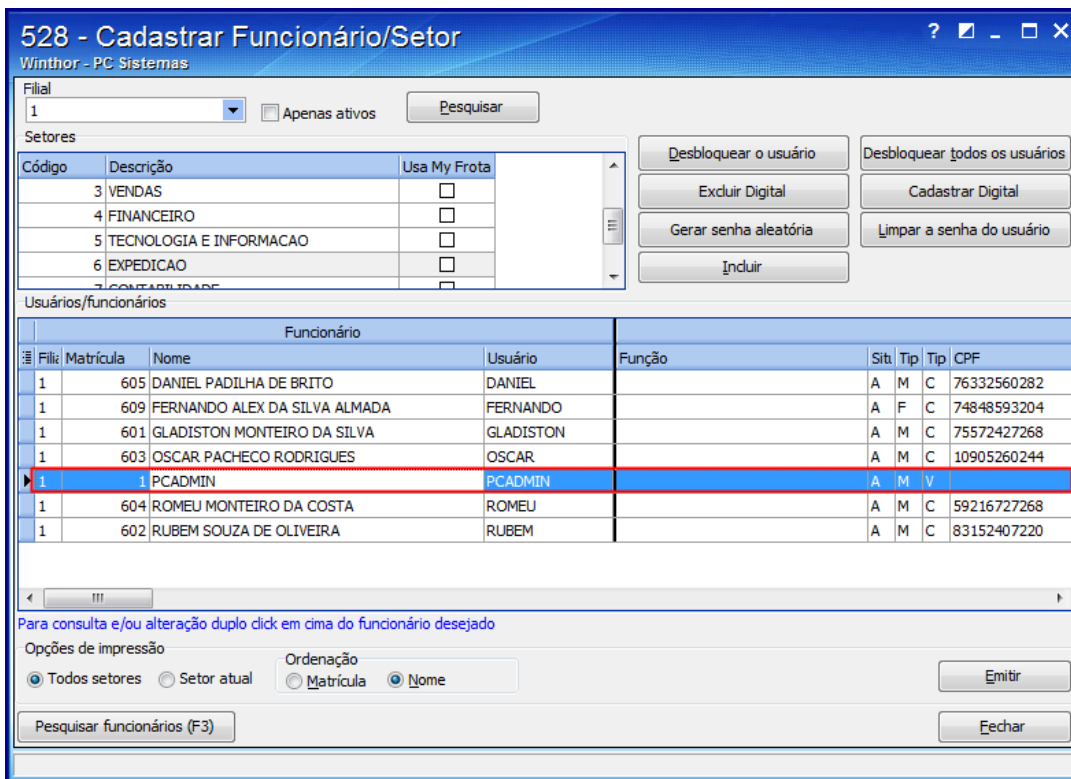 528 - Cadastrar Funcionário/Setor
Winthor - PC Sistemas
Filial
1
Apenas ativos
Pesquisar
Setores
Código Descrição Usa My Frota
3 VENDAS
4 FINANCEIRO
5 TECNOLOGIA E INFORMACAO
6 EXPEDICAO
7 CONTABILIDADE
Desbloquear o usuário Desbloquear todos os usuários
Excluir Digital Cadastrar Digital
Gerar senha aleatória Limpar a senha do usuário
Incluir
Usuários/funcionários
Funcionário
Filia Matrícula Nome Usuário Função Situ Tip Tip CPF
1 605 DANIEL PADILHA DE BRITO DANIEL A M C 76332560282
1 609 FERNANDO ALEX DA SILVA ALMADA FERNANDO A F C 74848593204
1 601 GLADISTON MONTEIRO DA SILVA GLADISTON A M C 75572427268
1 603 OSCAR PACHECO RODRIGUES OSCAR A M C 10905260244
1 1 PCADMIN PCADMIN A M V
1 604 ROMEU MONTEIRO DA COSTA ROMEU A M C 59216727268
1 602 RUBEM SOUZA DE OLIVEIRA RUBEM A M C 83152407220
Para consulta e/ou alteração duplo click em cima do funcionário desejado
Opções de impressão
Todos setores Setor atual
Ordenação
Matrícula Nome
Emitir
Pesquisar funcionários (F3)
Fechar